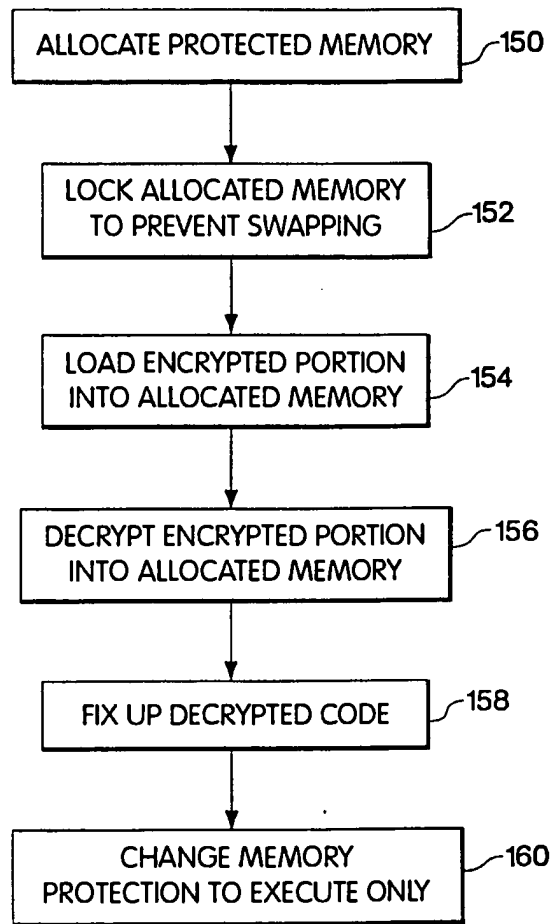 ALLOCATE PROTECTED MEMORY
150
LOCK ALLOCATED MEMORY
TO PREVENT SWAPPING
152
LOAD ENCRYPTED PORTION
INTO ALLOCATED MEMORY
154
DECRYPT ENCRYPTED PORTION
INTO ALLOCATED MEMORY
156
FIX UP DECRYPTED CODE
158
CHANGE MEMORY
PROTECTION TO EXECUTE ONLY
160